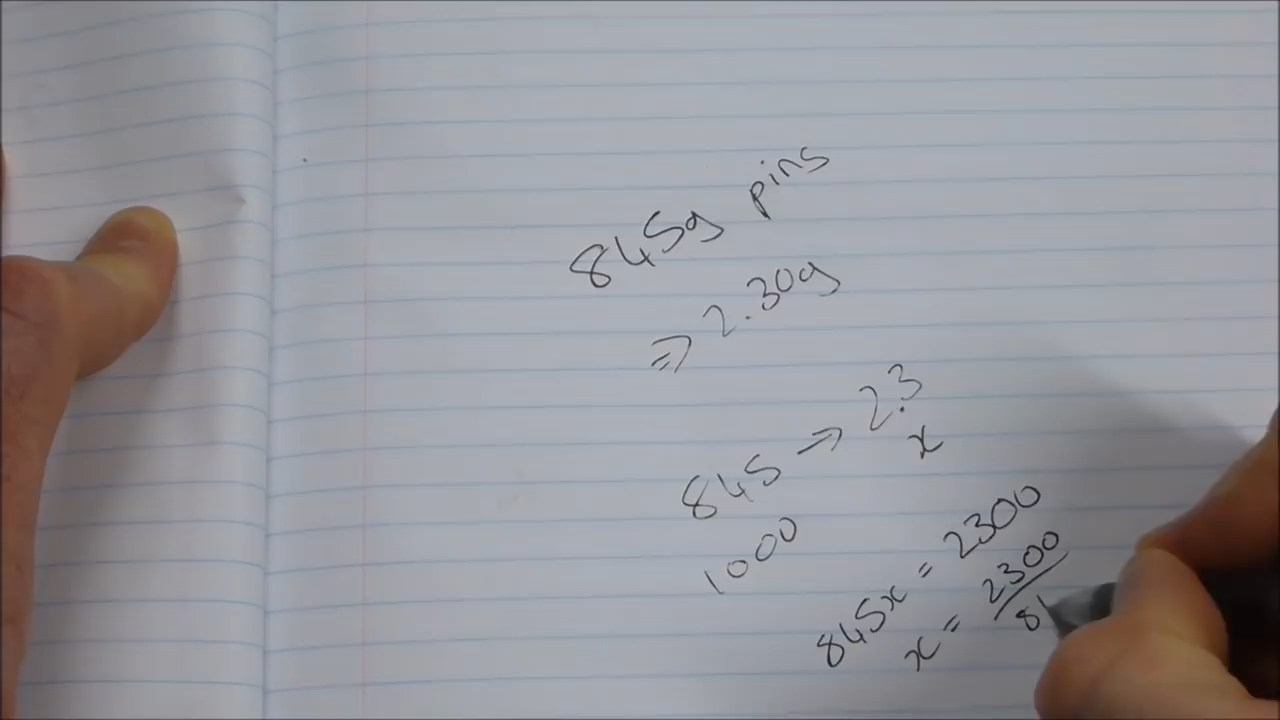 845g pins
⇒ 2.30g
845 → 2.3
1000 x
845x = 2300
x = 2300
8